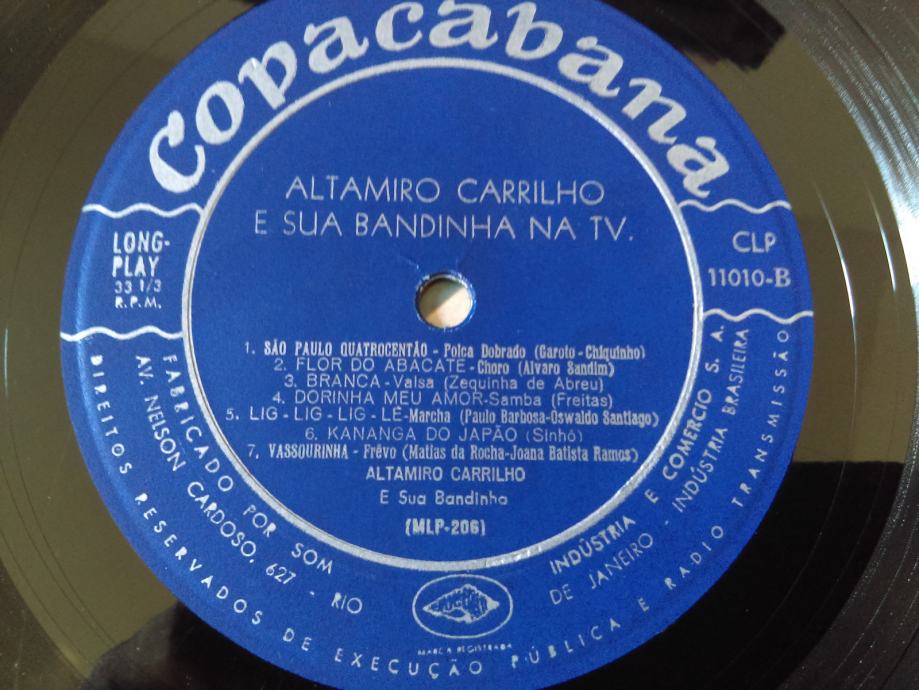 Copacabana
ALTAMIRO CARRILHO
E SUA BANDINHA NA TV.
LONG-
PLAY
33 1/3
R.P.M.
CLP
11010-B
1. SÃO PAULO QUATROCENTÃO - Polca Dobrado (Garoto-Chiquinho)
2. FLOR DO ABACATE-Choro (Alvaro Sandim)
3. BRANCA-Valsa (Zequinha de Abreu)
4. DORINHA MEU AMOR-Samba (Freitas)
5. LIG-LIG-LIG-LÉ-Marcha (Paulo Barbosa-Oswaldo Santiago)
6. KANANGA DO JAPÃO (Sinhô)
7. VASSOURINHA - Frêvo (Matias da Rocha-Joana Batista Ramos)
ALTAMIRO CARRILHO
E Sua Bandinha
(MLP-206)
FABRICADO POR SOM INDÚSTRIA E COMERCIO S. A.
AV. NELSON CARDOSO, 627 - RIO DE JANEIRO - INDÚSTRIA BRASILEIRA
DIREITOS RESERVADOS DE EXECUÇÃO PÚBLICA E RADIO TRANSMISSÃO
MARCA REGISTRADA